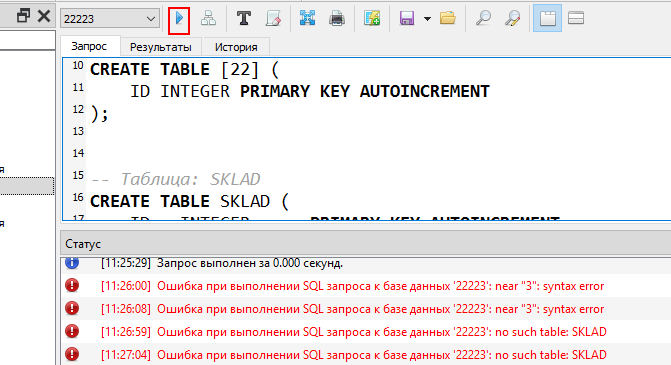 22223
Запрос Результаты История
10 CREATE TABLE [22] (
11 ID INTEGER PRIMARY KEY AUTOINCREMENT
12 );
13
14
15 -- Таблица: SKLAD
16 CREATE TABLE SKLAD (
17 ID INTEGER PRIMARY KEY AUTOINCREMENT
я
я
Статус
[11:25:29] Запрос выполнен за 0.000 секунд.
[11:26:00] Ошибка при выполнении SQL запроса к базе данных '22223': near "3": syntax error
[11:26:08] Ошибка при выполнении SQL запроса к базе данных '22223': near "3": syntax error
[11:26:59] Ошибка при выполнении SQL запроса к базе данных '22223': no such table: SKLAD
[11:27:04] Ошибка при выполнении SQL запроса к базе данных '22223': no such table: SKLAD